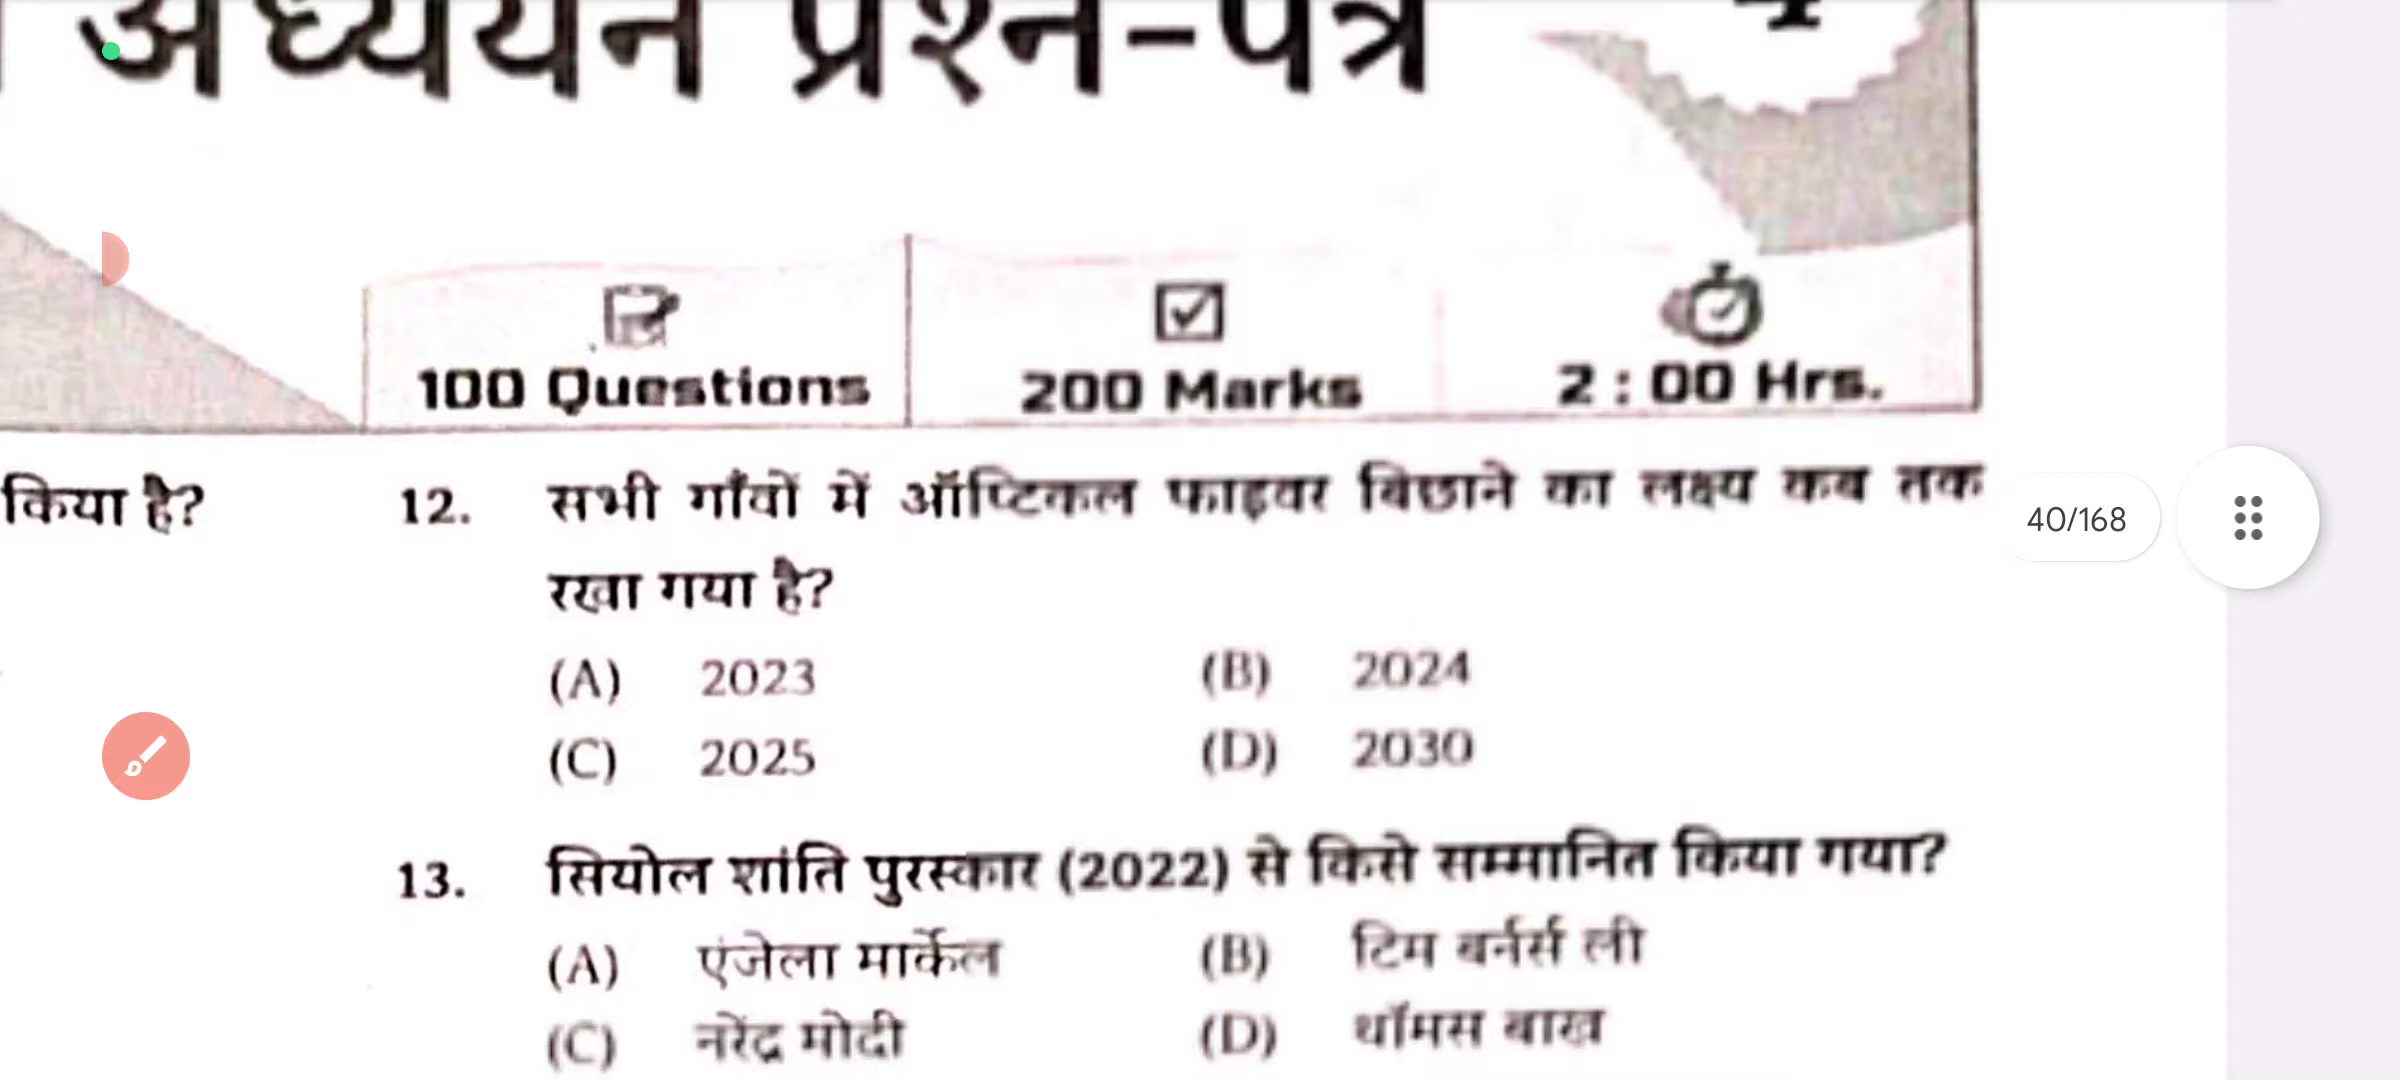 अध्ययन प्रश्न-पत्र
100 Questions
200 Marks
2 : 00 Hrs.
किया है?
12. सभी गाँवों में ऑप्टिकल फाइवर बिछाने का लक्ष्य कब तक
रखा गया है?
40/168
(A) 2023 (B) 2024
(C) 2025 (D) 2030
13. सियोल शांति पुरस्कार (2022) से किसे सम्मानित किया गया?
(A) एंजेला मार्केल (B) टिम बर्नर्स ली
(C) नरेंद्र मोदी (D) थॉमस बाख